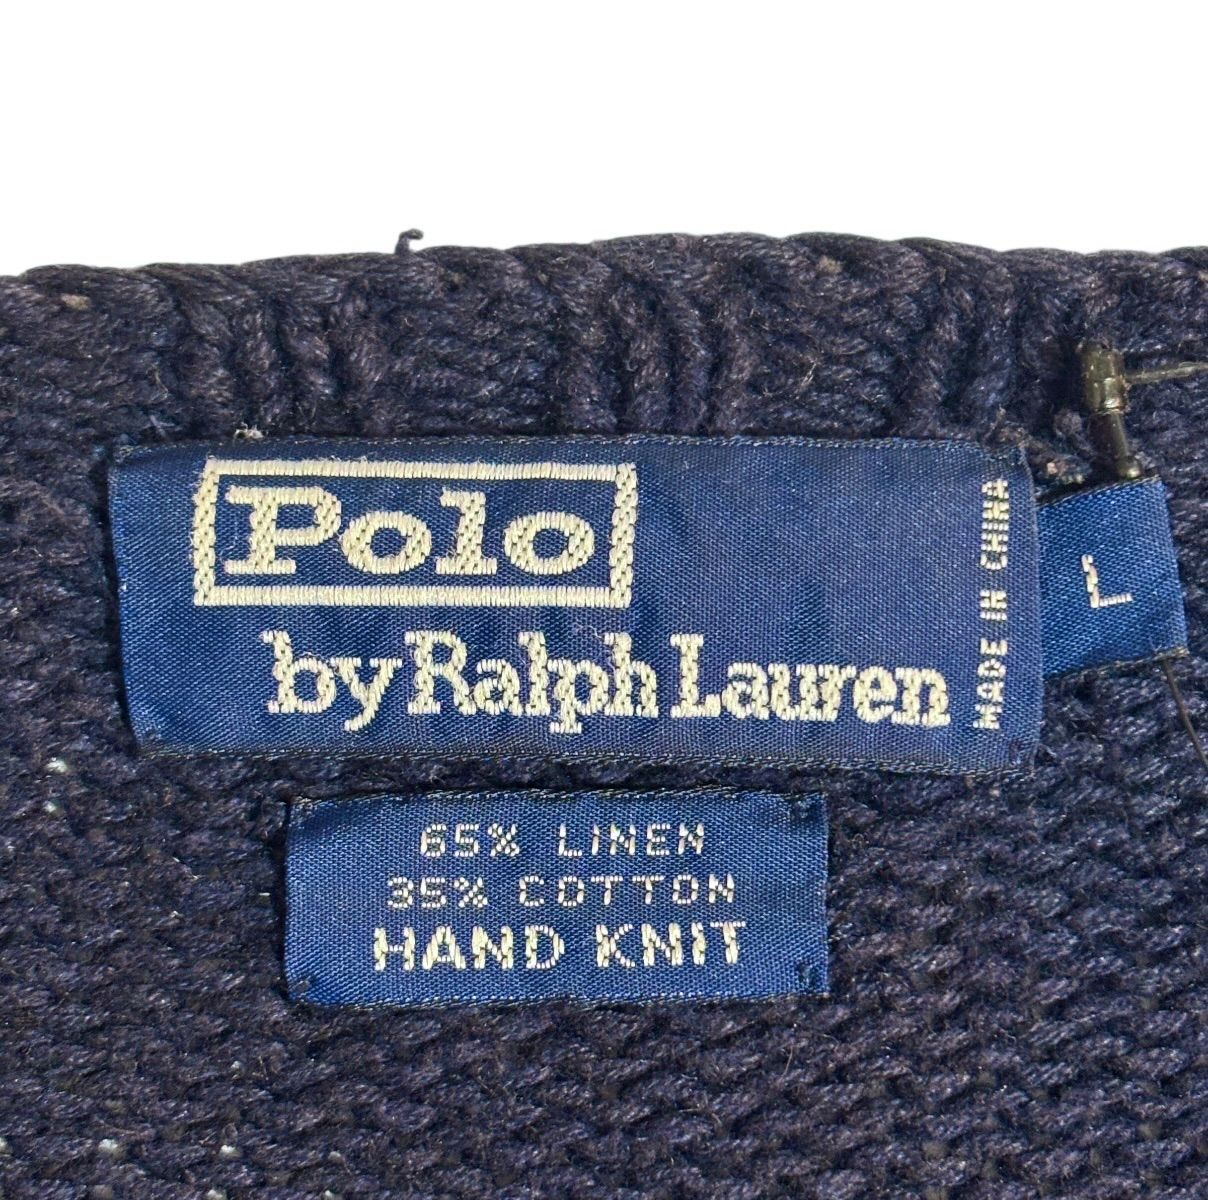 Polo
by Ralph Lauren
MADE IN CHINA
L
65% LINEN
35% COTTON
HAND KNIT